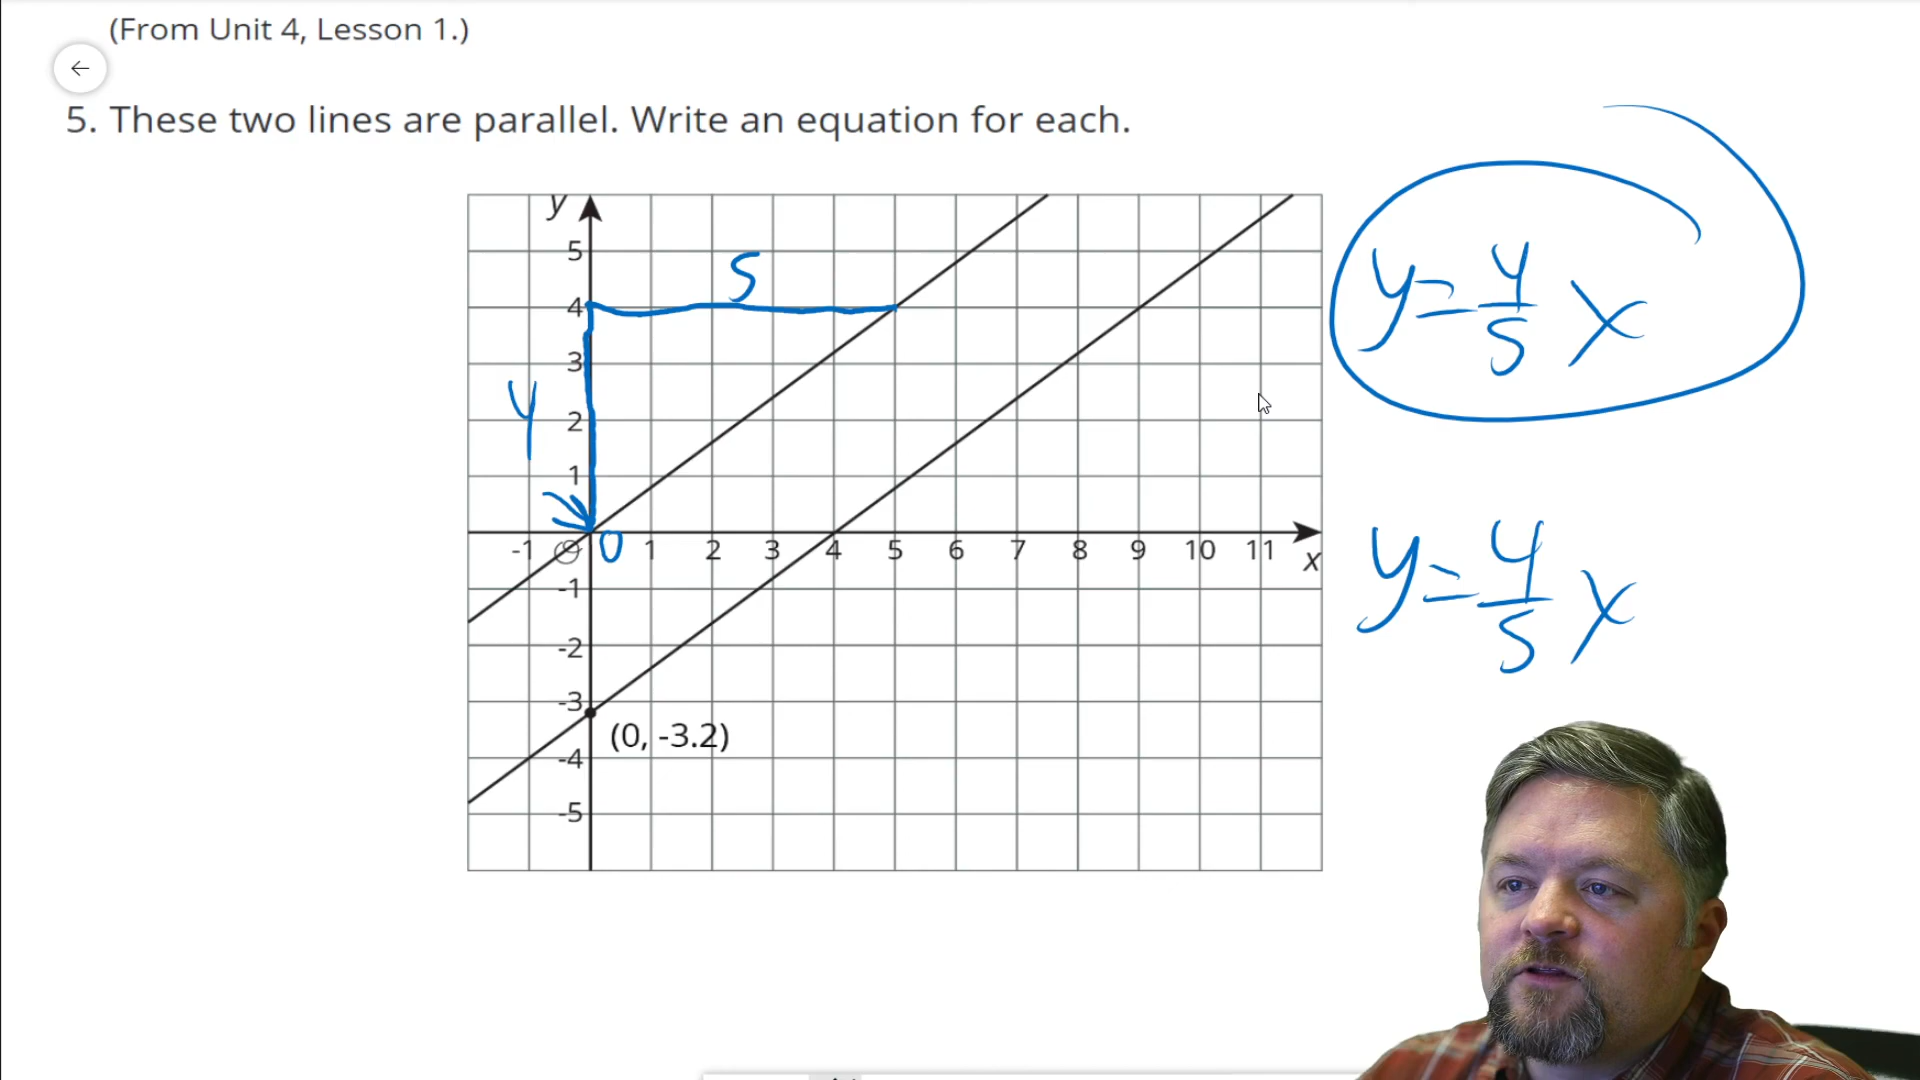 (From Unit 4, Lesson 1.)
5. These two lines are parallel. Write an equation for each.
y
5
4
3
2
1
-1 0 1 2 3 4 5 6 7 8 9 10 11
x
-1
-2
-3
-4
-5
(0, -3.2)
5
4
0
y = 4/5 x
y = 4/5 x